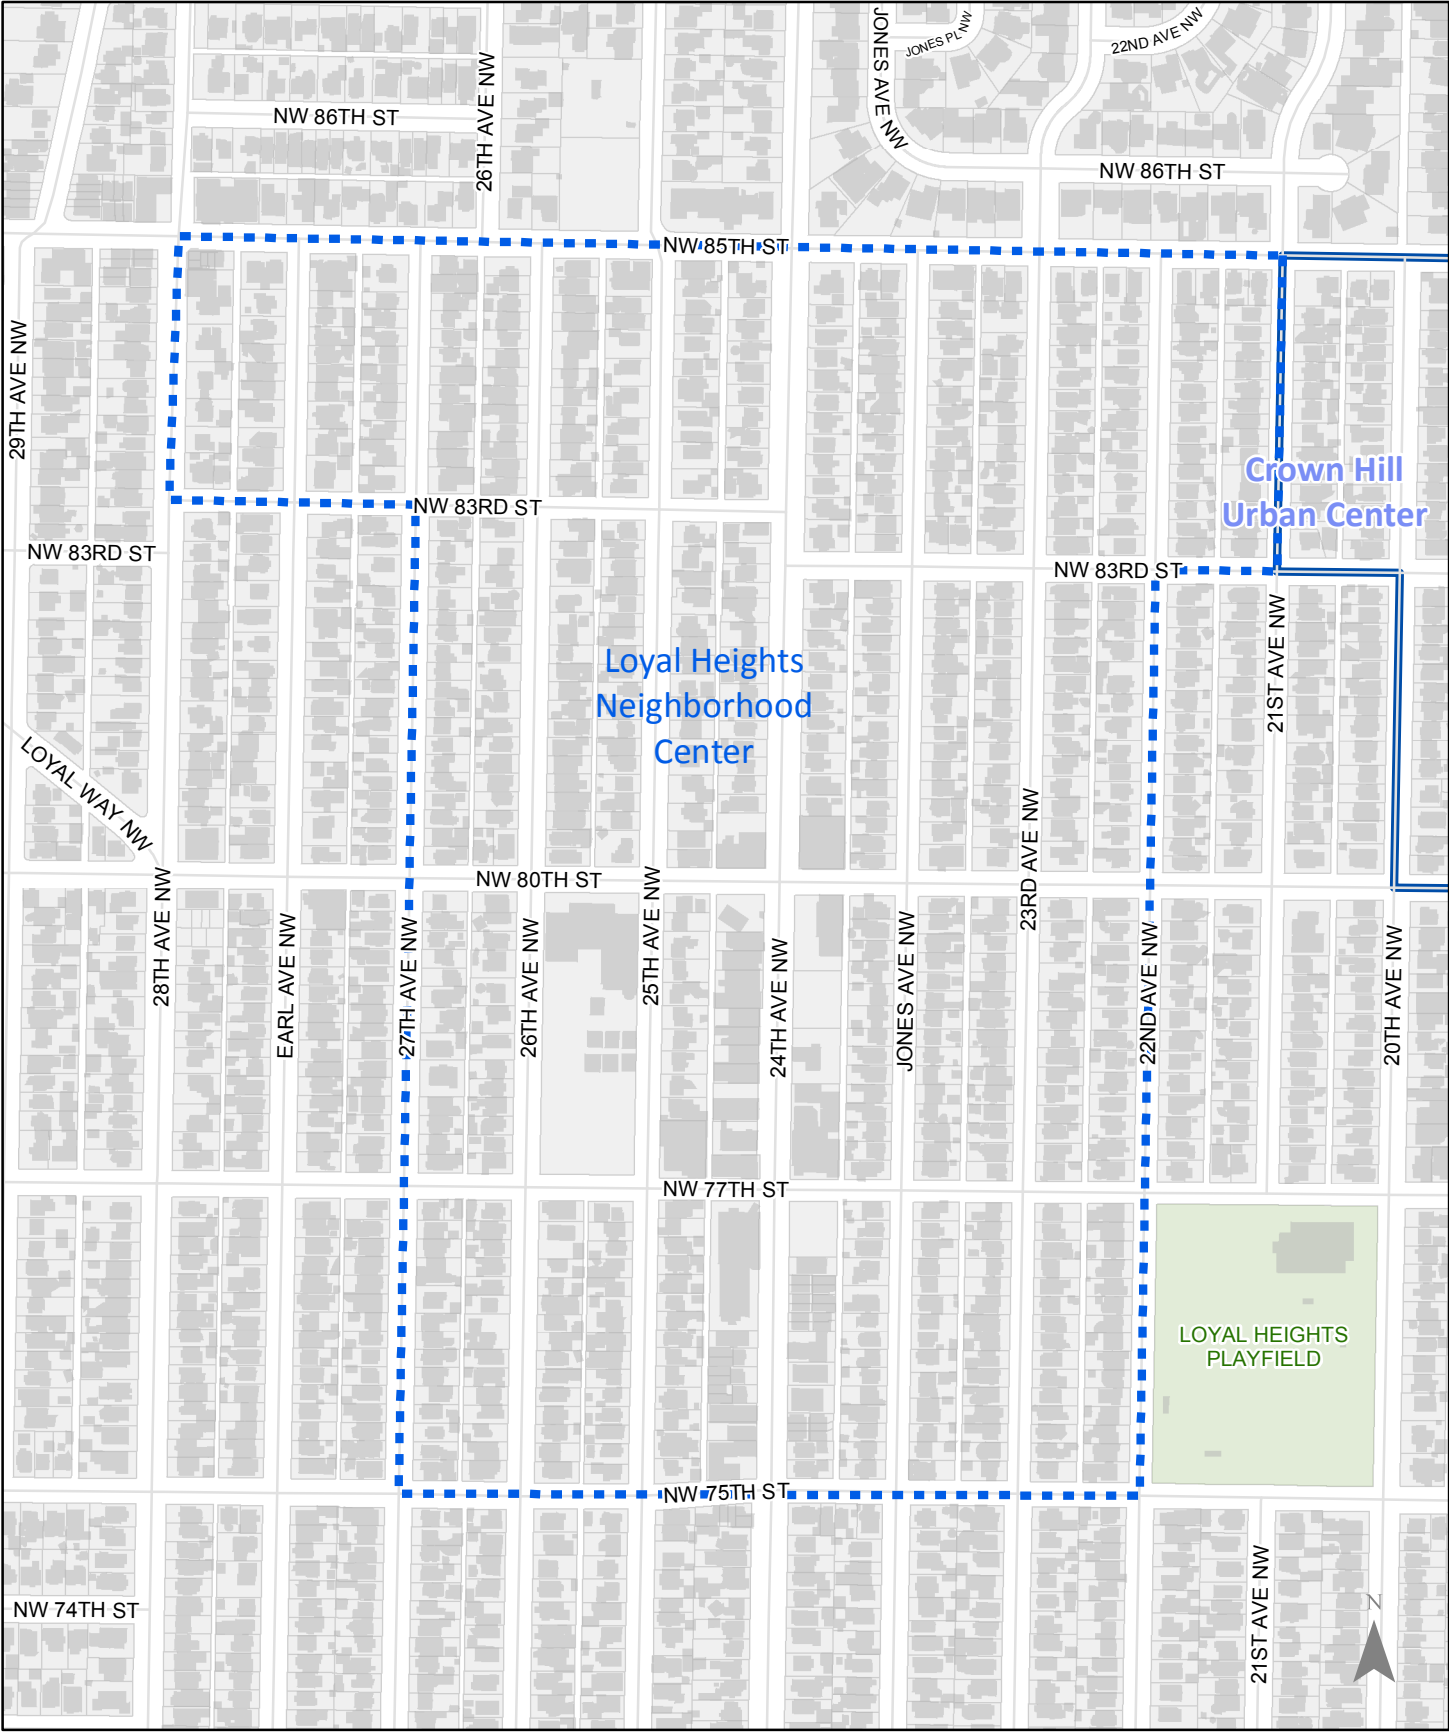 JONES AVE NW
JONES PL NW
22ND AVE NW
26TH AVE NW
NW 86TH ST
NW 86TH ST
NW 85TH ST
29TH AVE NW
Crown Hill
Urban Center
NW 83RD ST
NW 83RD ST
NW 83RD ST
21ST AVE NW
Loyal Heights
Neighborhood
Center
LOYAL WAY NW
23RD AVE NW
NW 80TH ST
28TH AVE NW
EARL AVE NW
27TH AVE NW
26TH AVE NW
25TH AVE NW
24TH AVE NW
JONES AVE NW
22ND AVE NW
20TH AVE NW
NW 77TH ST
LOYAL HEIGHTS
PLAYFIELD
NW 75TH ST
21ST AVE NW
NW 74TH ST
N